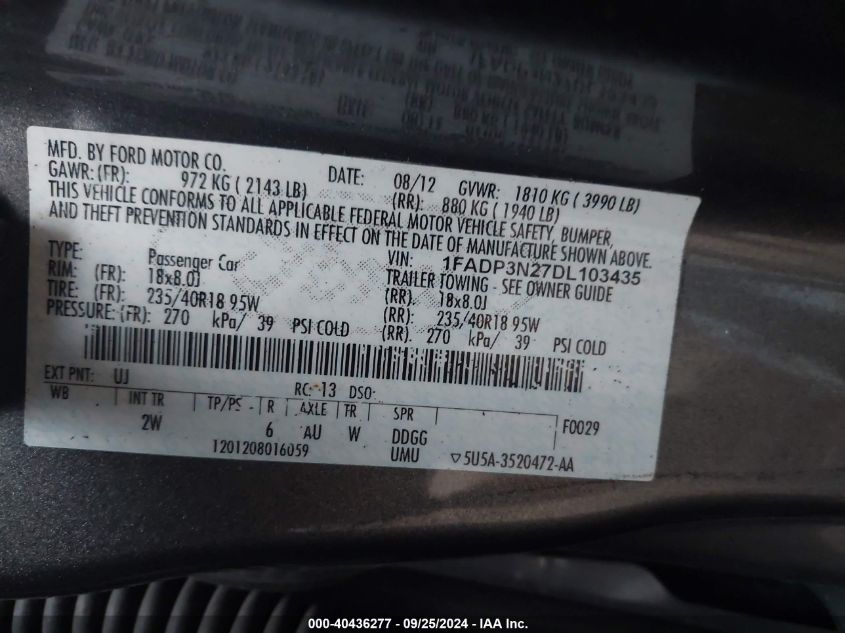 MFD. BY FORD MOTOR CO.
DATE: 08/12 GVWR: 1810 KG ( 3990 LB)
GAWR: (FR): 972 KG ( 2143 LB) (RR): 880 KG ( 1940 LB)
THIS VEHICLE CONFORMS TO ALL APPLICABLE FEDERAL MOTOR VEHICLE SAFETY, BUMPER,
AND THEFT PREVENTION STANDARDS IN EFFECT ON THE DATE OF MANUFACTURE SHOWN ABOVE.
VIN: 1FADP3N27DL103435
TYPE: Passenger Car TRAILER TOWING - SEE OWNER GUIDE
RIM: (FR): 18x8.0J (RR). 18x8.0J
TIRE: (FR): 235/40R18 95W (RR): 235/40R18 95W
PRESSURE: (FR): 270 kPa/ 39 PSI COLD (RR). 270 kPa/ 39 PSI COLD
EXT PNT: UJ RC: 13 DSO:
WB INT TR TP/PS R AXLE TR SPR F0029
2W 6 AU W DDGG
1201208016059 UMU ▽5U5A-3520472-AA
000-40436277 - 09/25/2024 - IAA Inc.